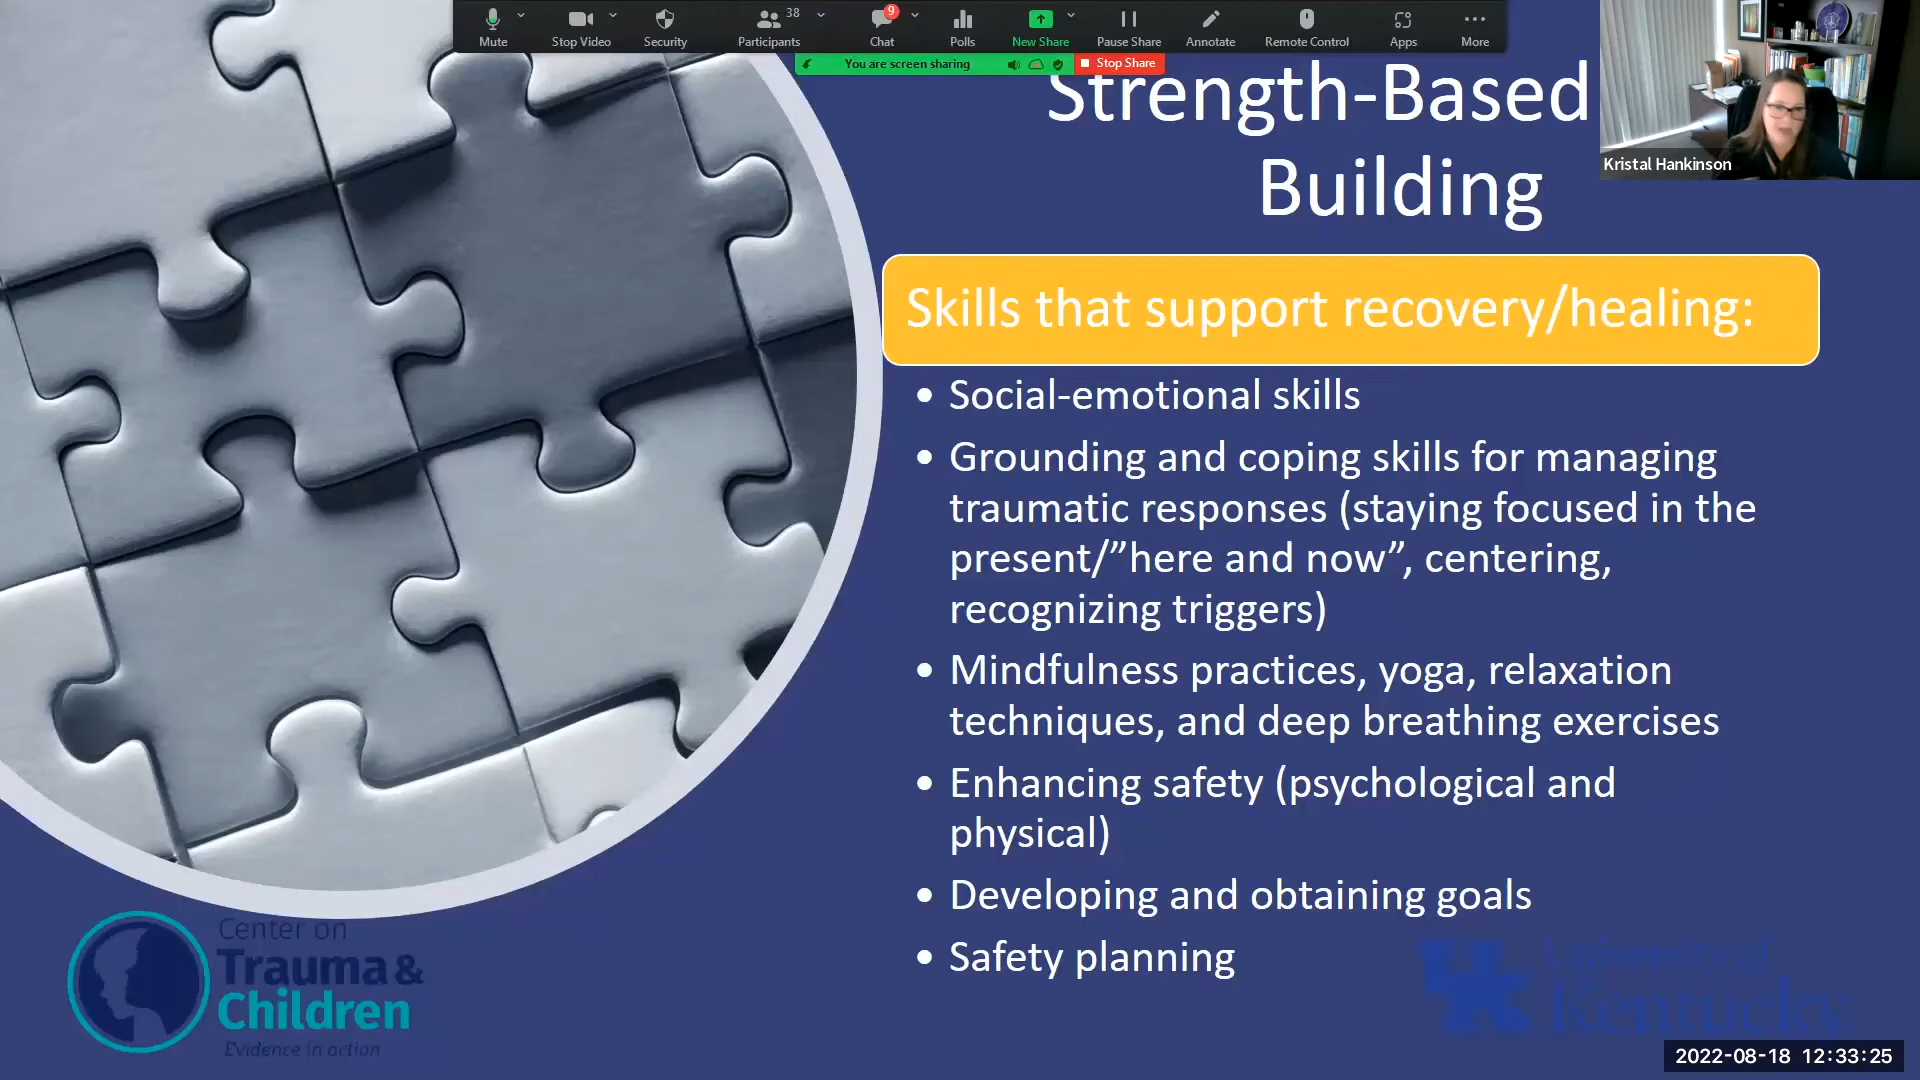 38
9
Mute
Stop Video
Security
Participants
Chat
Polls
New Share
Pause Share
Annotate
Remote Control
Apps
More
You are screen sharing
Stop Share
Strength-Based
Building
Kristal Hankinson
Skills that support recovery/healing:
• Social-emotional skills
• Grounding and coping skills for managing
traumatic responses (staying focused in the
present/”here and now”, centering,
recognizing triggers)
• Mindfulness practices, yoga, relaxation
techniques, and deep breathing exercises
• Enhancing safety (psychological and
physical)
• Developing and obtaining goals
• Safety planning
Center on
Trauma &
Children
Evidence in action
UK
University of
Kentucky
2022-08-18 12:33:25